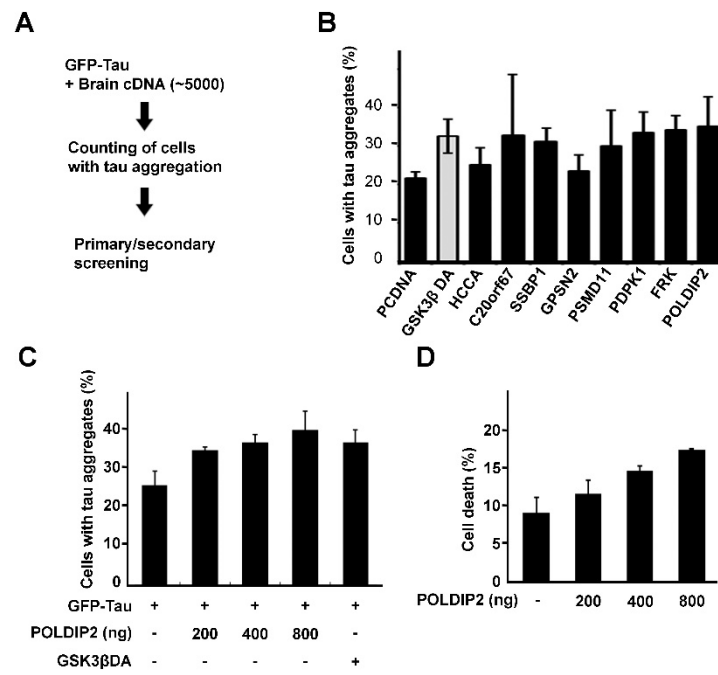 A
GFP-Tau
+ Brain cDNA (~5000)
Counting of cells
with tau aggregation
Primary/secondary
screening
B
Cells with tau aggregates (%)
40
30
20
10
0
PCDNA
GSK3β DA
HCCA
C20orf67
SSBP1
GPSN2
PSMD11
PDPK1
FRK
POLDIP2
C
Cells with tau aggregates (%)
40
30
20
10
0
GFP-Tau + + + + +
POLDIP2 (ng) - 200 400 800 -
GSK3βDA - - - - +
D
Cell death (%)
20
15
10
5
0
POLDIP2 (ng) - 200 400 800